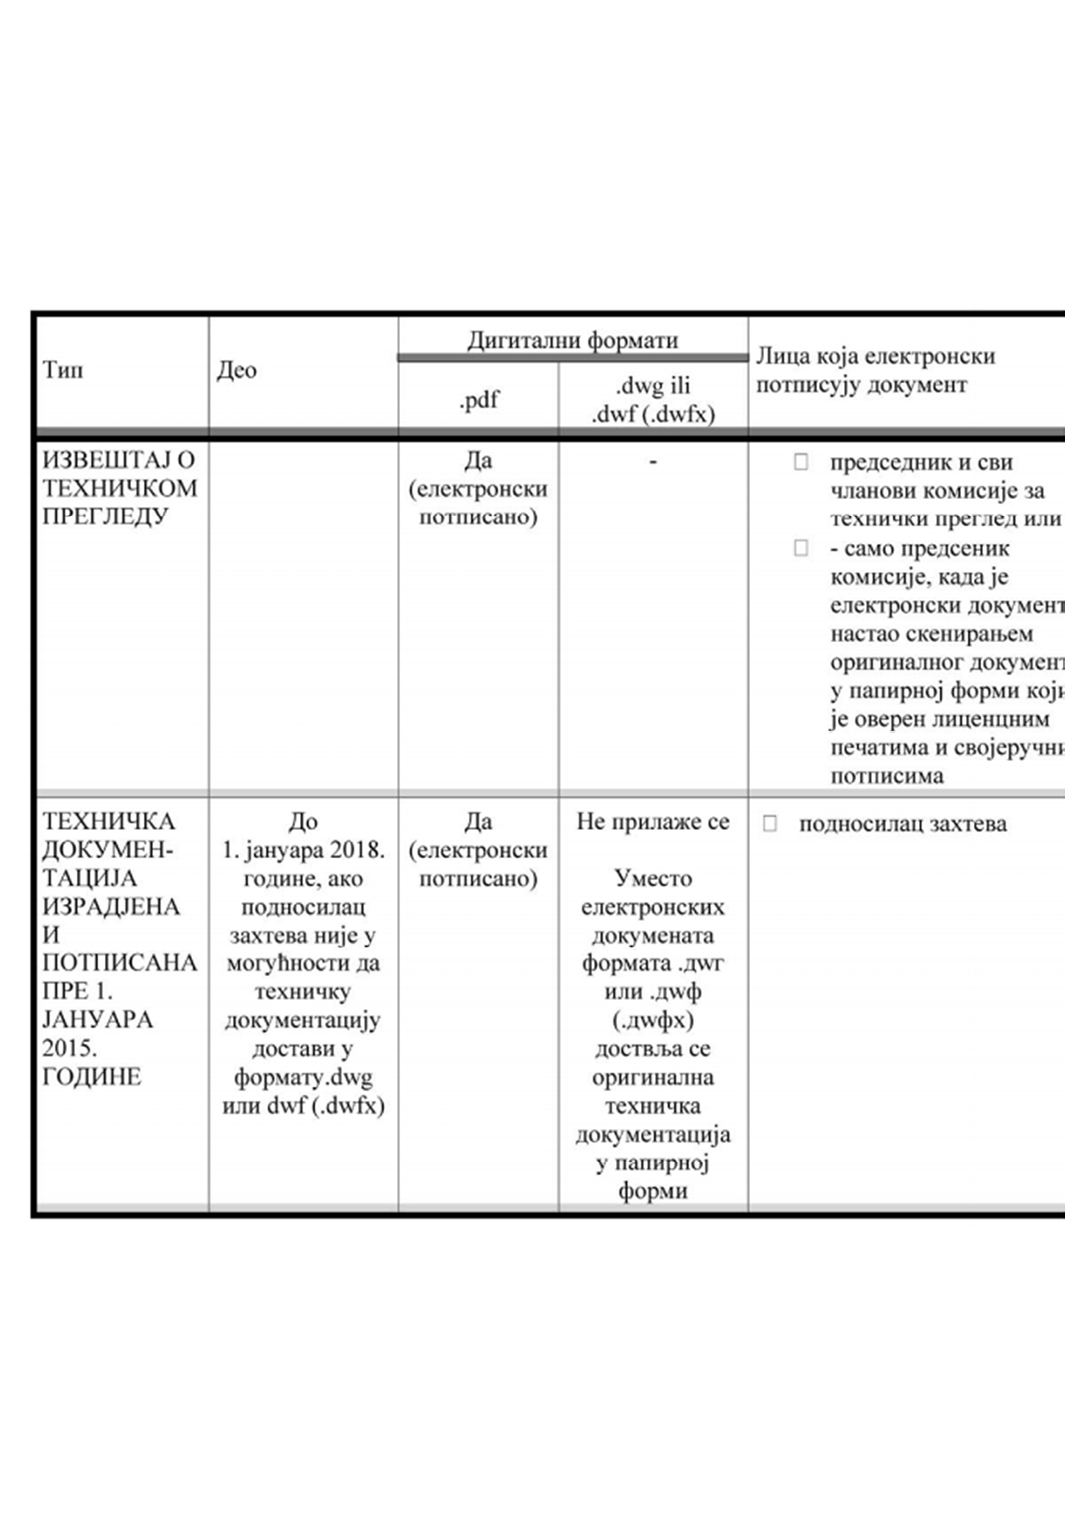 Тип
Део
Дигитални формати
.pdf
.dwg ili
.dwf (.dwfx)
Лица која електронски
потписују документ
ИЗВЕШТАЈ О
ТЕХНИЧКОМ
ПРЕГЛЕДУ
Да
(електронски
потписано)
-
председник и сви
чланови комисије за
технички преглед или
- само предсеник
комисије, када је
електронски документ
настао скенирањем
оригиналног документ
у папирној форми који
је оверен лиценцним
печатима и својеручни
потписима
ТЕХНИЧКА
ДОКУМЕН-
ТАЦИЈА
ИЗРАДЈЕНА
И
ПОТПИСАНА
ПРЕ 1.
ЈАНУАРА
2015.
ГОДИНЕ
До
1. јануара 2018.
године, ако
подносилац
захтева није у
могућности да
техничку
документацију
достави у
формату.dwg
или dwf (.dwfx)
Да
(електронски
потписано)
Не прилаже се
Уместо
електронских
докумената
формата .дwг
или .дwф
(.дwфx)
доствља се
оригинална
техничка
документација
у папирној
форми
подносилац захтева